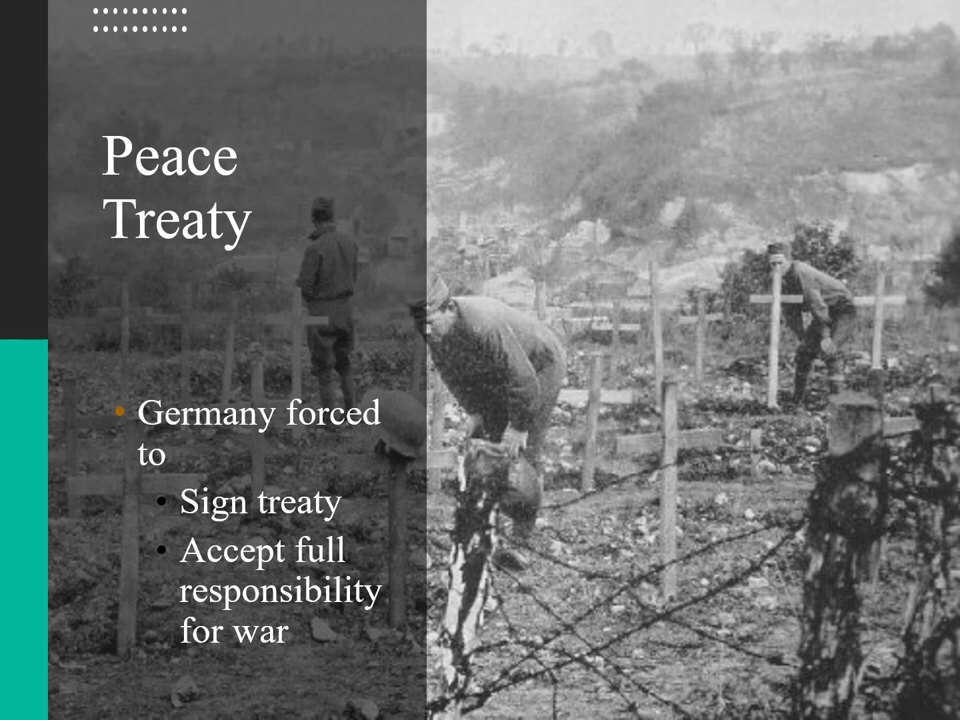 Peace
Treaty
• Germany forced
to
• Sign treaty
• Accept full
responsibility
for war